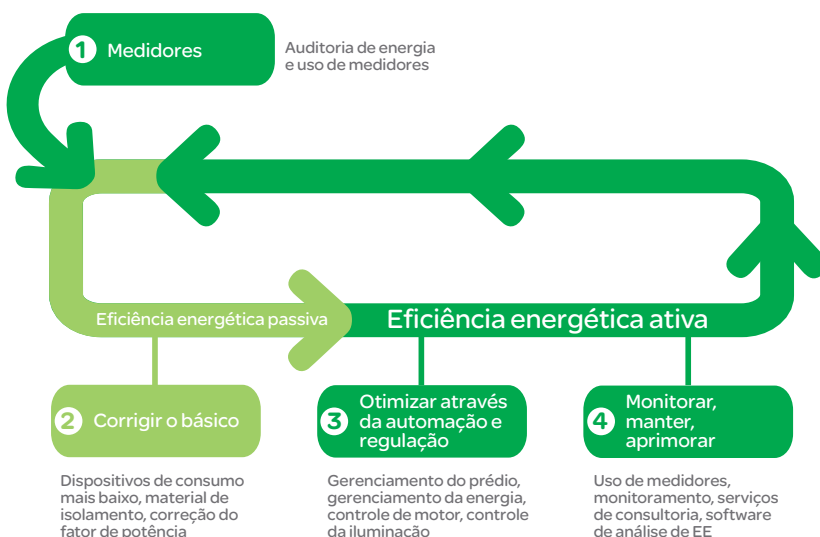 1 Medidores
Auditoria de energia
e uso de medidores
Eficiência energética passiva
Eficiência energética ativa
2 Corrigir o básico
Dispositivos de consumo
mais baixo, material de
isolamento, correção do
fator de potência
3 Otimizar através
da automação e
regulação
Gerenciamento do prédio,
gerenciamento da energia,
controle de motor, controle
da iluminação
4 Monitorar,
manter,
aprimorar
Uso de medidores,
monitoramento, serviços
de consultoria, software
de análise de EE